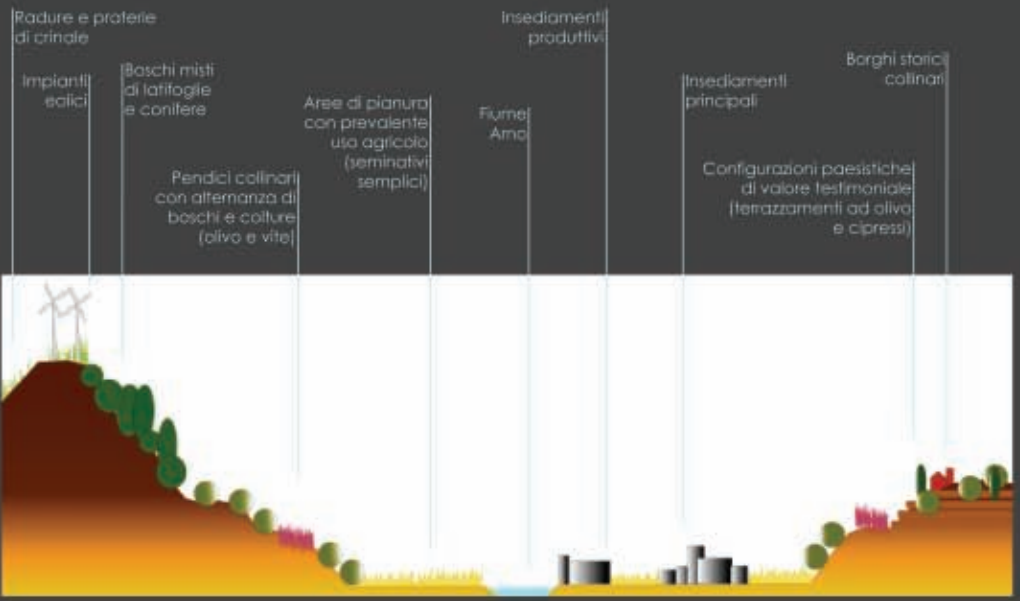 Radure e praterie
di crinale
Impianti
eolici
Boschi misti
di latifoglie
e conifere
Pendici collinari
con alternanza di
boschi e colture
(olivo e vite)
Aree di pianura
con prevalente
uso agricolo
(seminativi
semplici)
Fiume
Arno
Insediamenti
produttivi
Insediamenti
principali
Configurazioni paesistiche
di valore testimoniale
(terrazzamenti ad olivo
e cipressi)
Borghi storici
collinari